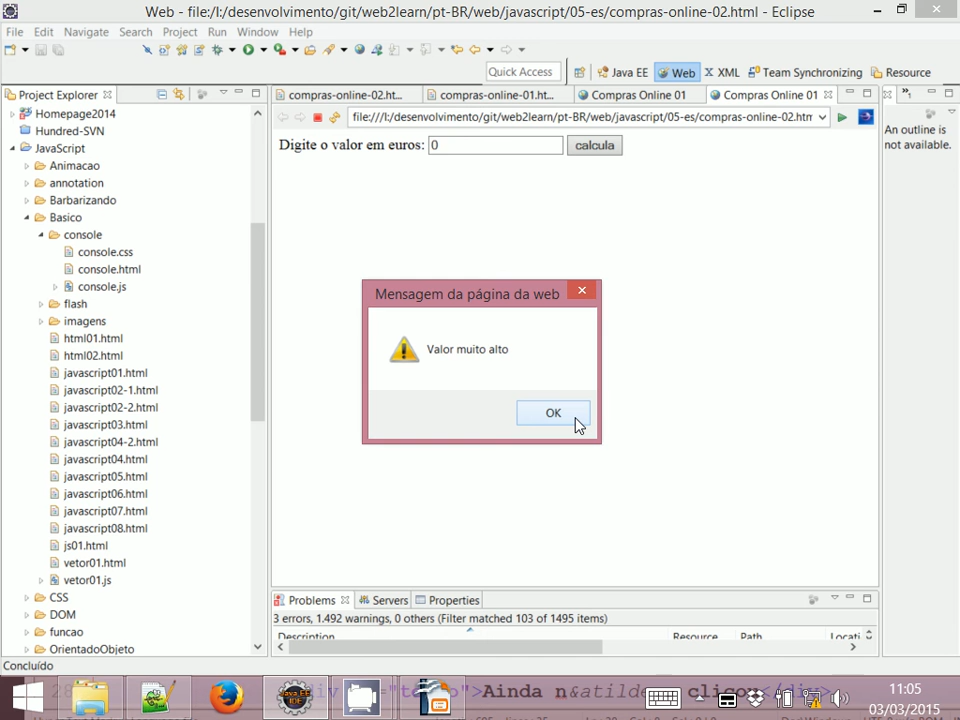 Web - file:/I:/desenvolvimento/git/web2learn/pt-BR/web/javascript/05-es/compras-online-02.html - Eclipse
File Edit Navigate Search Project Run Window Help
Quick Access Java EE Web XML Team Synchronizing Resource
Project Explorer
compras-online-02.ht... compras-online-01.ht... Compras Online 01 Compras Online 01
file:///I:/desenvolvimento/git/web2learn/pt-BR/web/javascript/05-es/compras-online-02.htm
An outline is
not available.
Digite o valor em euros: 0 calcula
Homepage2014
Hundred-SVN
JavaScript
Animacao
annotation
Barbarizando
Basico
console
console.css
console.html
console.js
flash
imagens
html01.html
html02.html
javascript01.html
javascript02-1.html
javascript02-2.html
javascript03.html
javascript04-2.html
javascript04.html
javascript05.html
javascript06.html
javascript07.html
javascript08.html
js01.html
vetor01.html
vetor01.js
CSS
DOM
funcao
OrientadoObjeto
Mensagem da página da web
Valor muito alto
OK
Problems Servers Properties
3 errors, 1.492 warnings, 0 others (Filter matched 103 of 1495 items)
Description Resource Path Locati
Concluído
Ainda n&atilde
11:05
03/03/2015